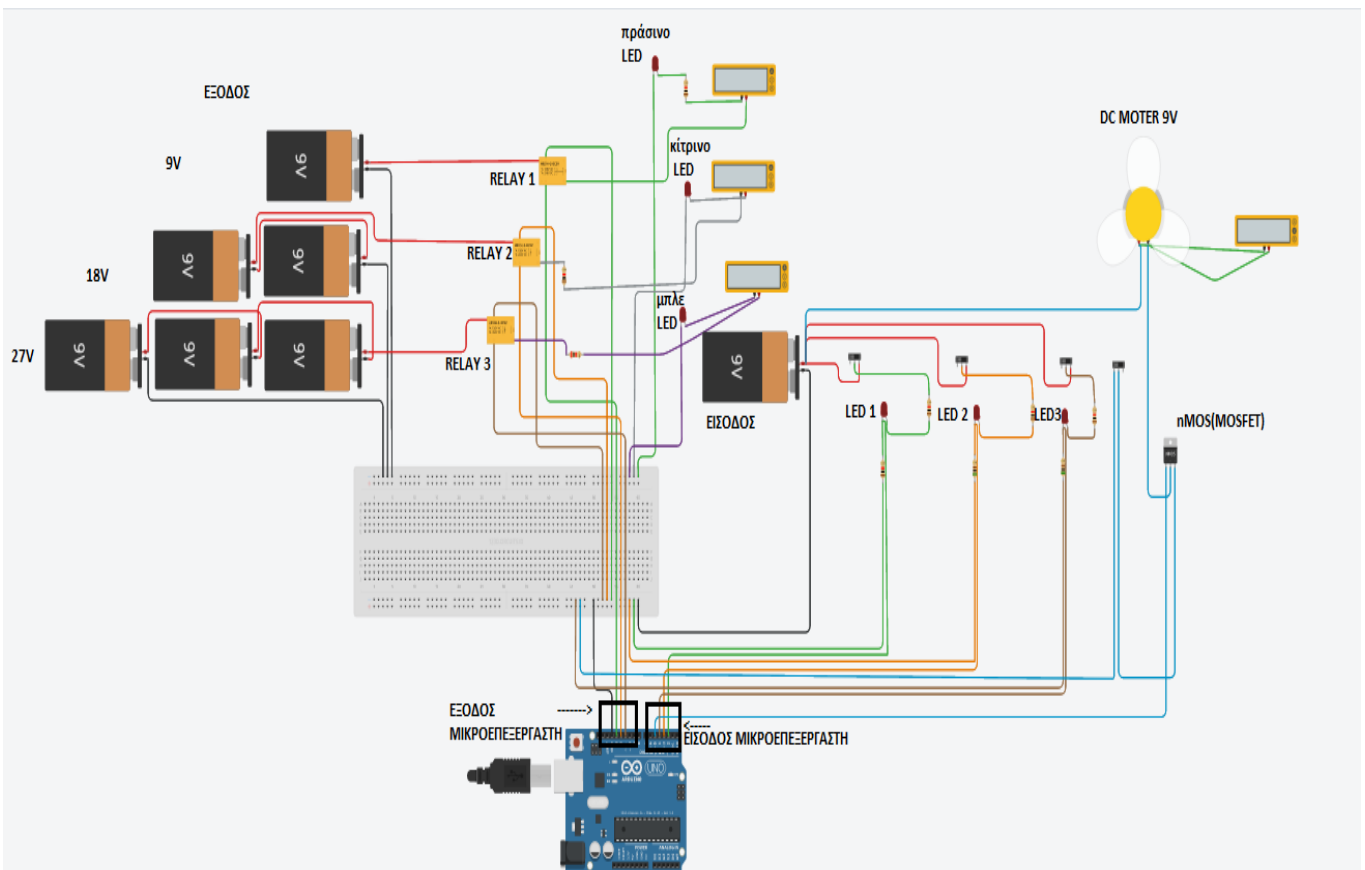 πράσινο
LED
ΕΞΟΔΟΣ
DC MOTER 9V
9V
9V
κίτρινο
LED
RELAY 1
9V
9V
RELAY 2
18V
μπλε
LED
9V
9V
9V
27V
RELAY 3
9V
ΕΙΣΟΔΟΣ
LED 1
LED 2
LED3
nMOS(MOSFET)
ΕΞΟΔΟΣ ------->
ΜΙΚΡΟΕΠΕΞΕΡΓΑΣΤΗ
<-----
ΕΙΣΟΔΟΣ ΜΙΚΡΟΕΠΕΞΕΡΓΑΣΤΗ
UNO
ARDUINO